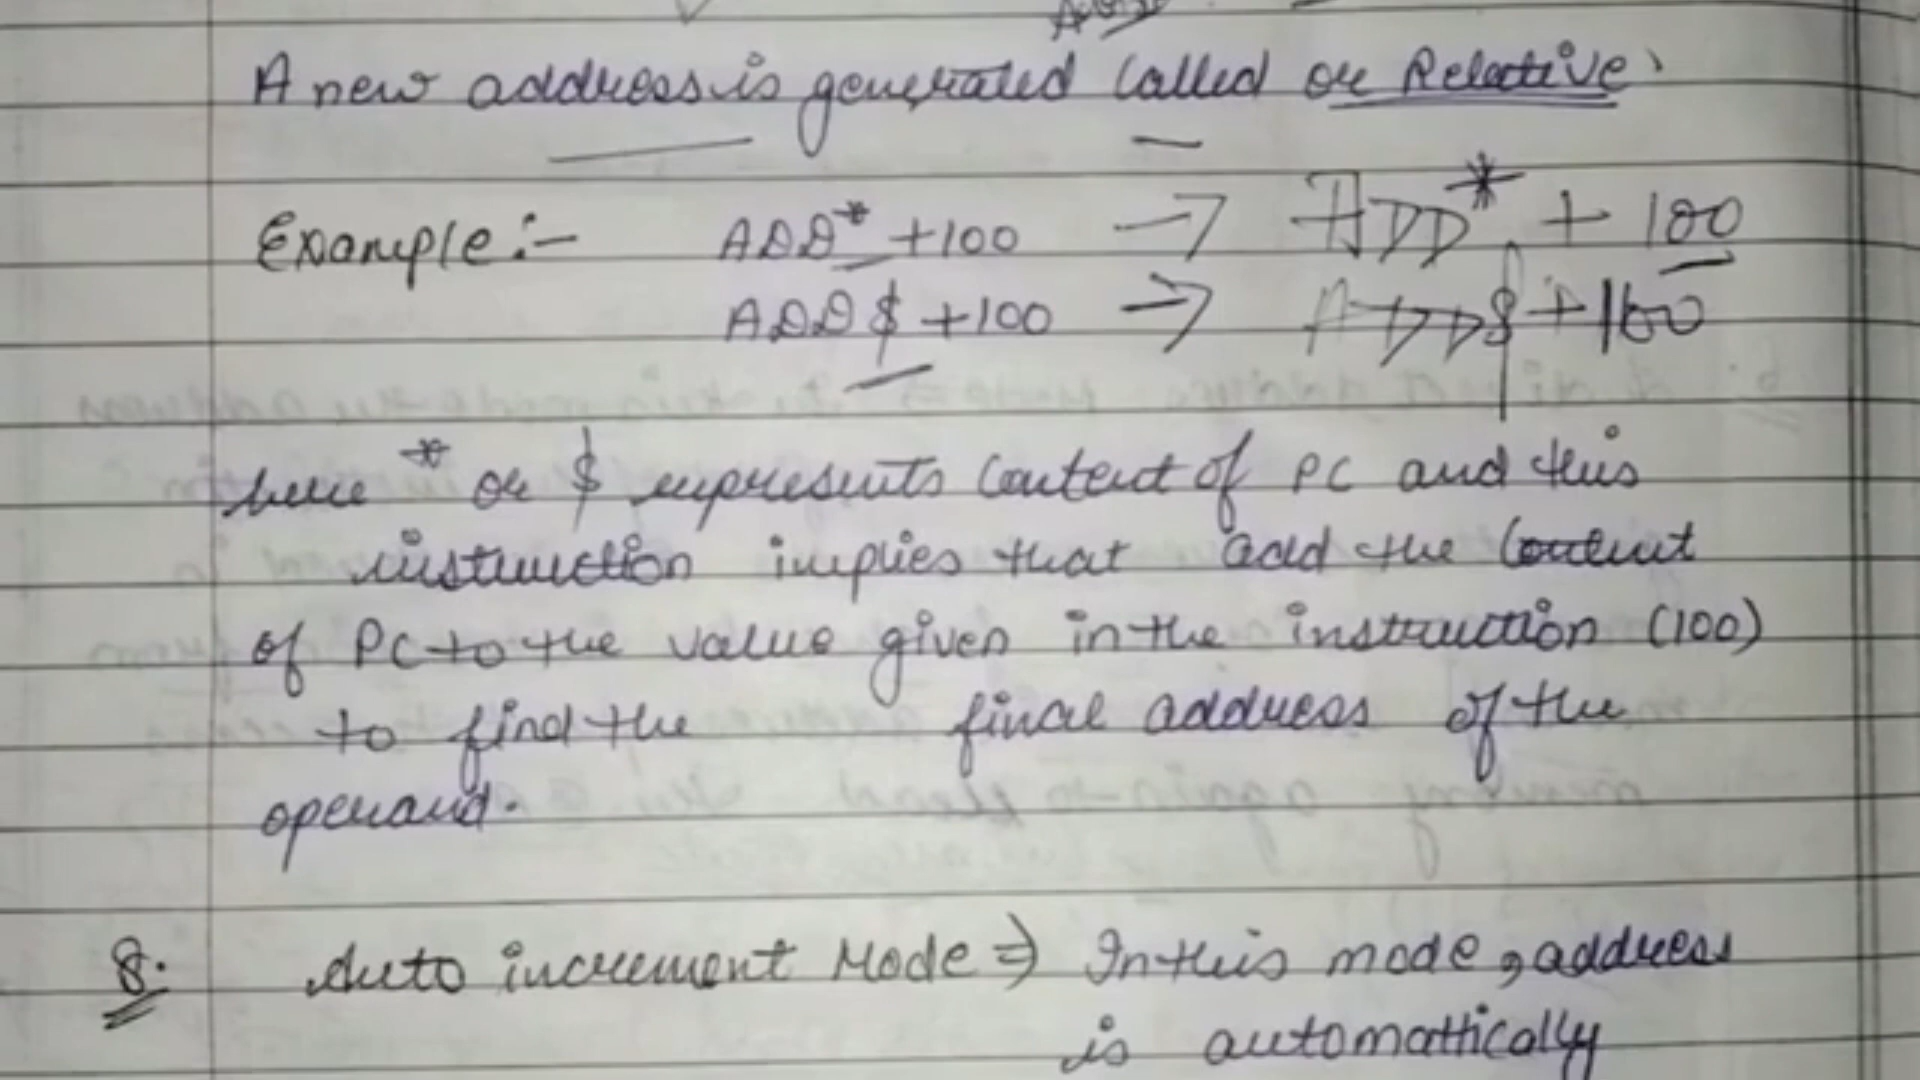 A new address is generated called or Relative.
Example:- ADD* +100 → ADD* + 100
ADD$ +100 → ADD$ +100
here * or $ represents content of PC and this
instruction implies that add the content
of PC to the value given in the instruction (100)
to find the final address of the
operand.
8. Auto increment Mode ⇒ In this mode, address
is automatically